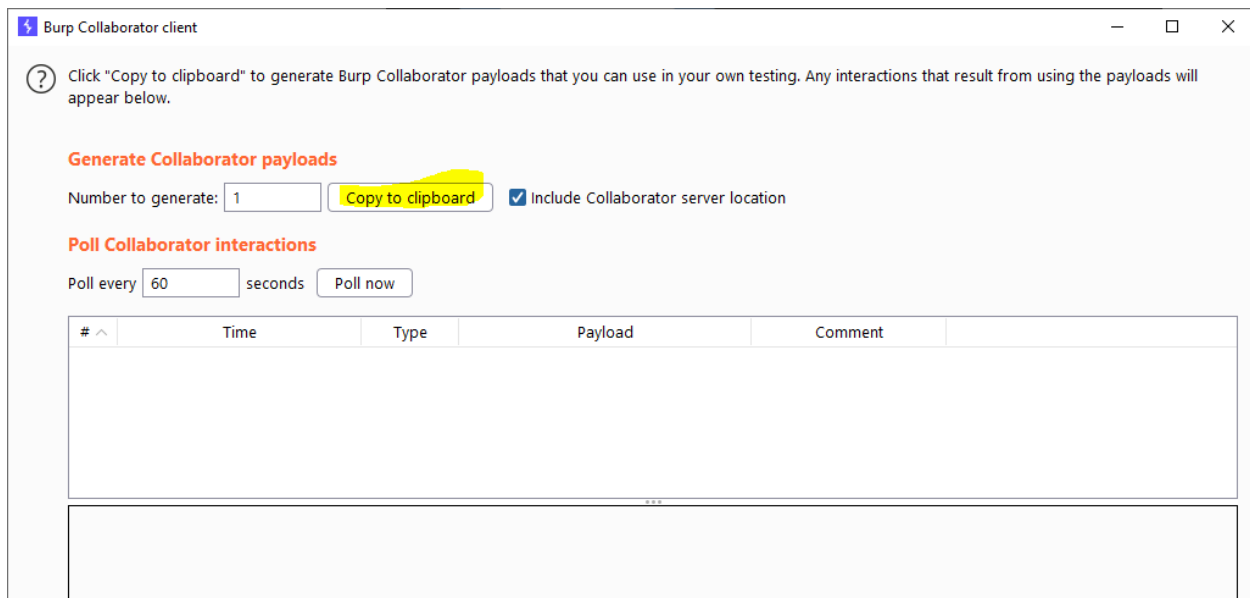 Burp Collaborator client
Click "Copy to clipboard" to generate Burp Collaborator payloads that you can use in your own testing. Any interactions that result from using the payloads will
appear below.
Generate Collaborator payloads
Number to generate: 1 Copy to clipboard Include Collaborator server location
Poll Collaborator interactions
Poll every 60 seconds Poll now
# Time Type Payload Comment